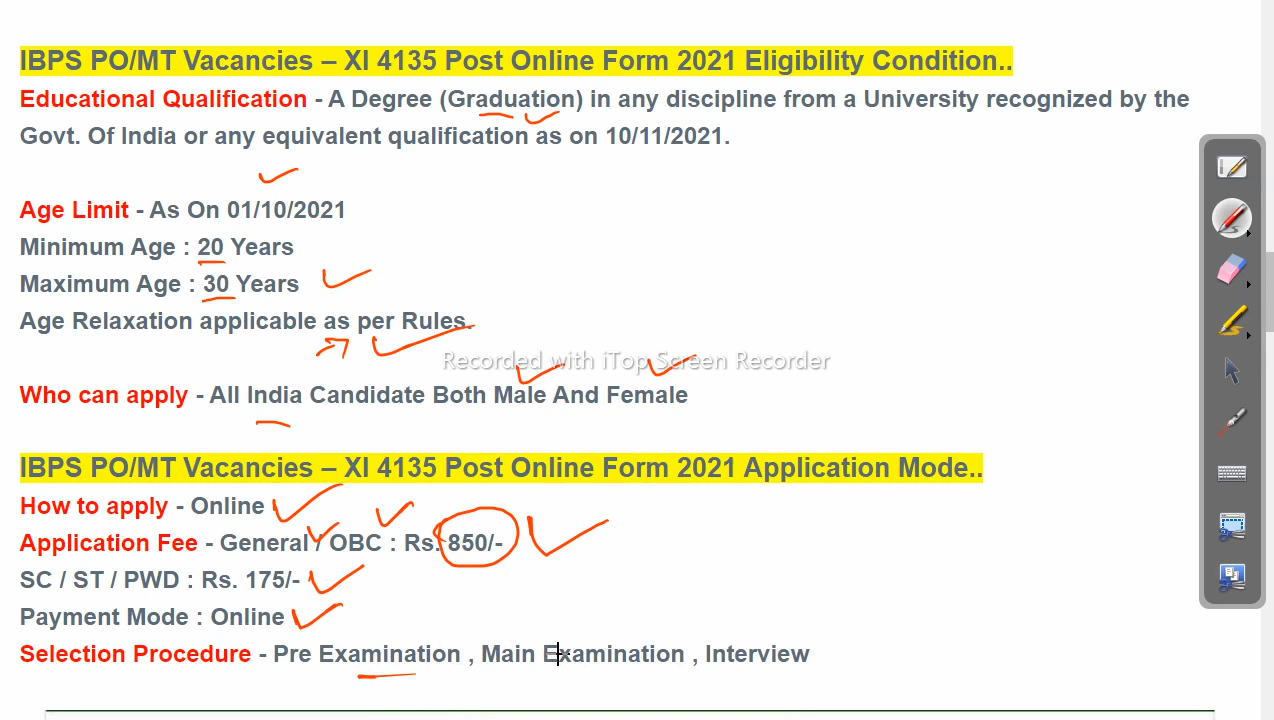 IBPS PO/MT Vacancies – XI 4135 Post Online Form 2021 Eligibility Condition..
Educational Qualification - A Degree (Graduation) in any discipline from a University recognized by the
Govt. Of India or any equivalent qualification as on 10/11/2021.
Age Limit - As On 01/10/2021
Minimum Age : 20 Years
Maximum Age : 30 Years
Age Relaxation applicable as per Rules.
Recorded with iTop Screen Recorder
Who can apply - All India Candidate Both Male And Female
IBPS PO/MT Vacancies – XI 4135 Post Online Form 2021 Application Mode..
How to apply - Online
Application Fee - General / OBC : Rs. 850/-
SC / ST / PWD : Rs. 175/-
Payment Mode : Online
Selection Procedure - Pre Examination , Main Examination , Interview